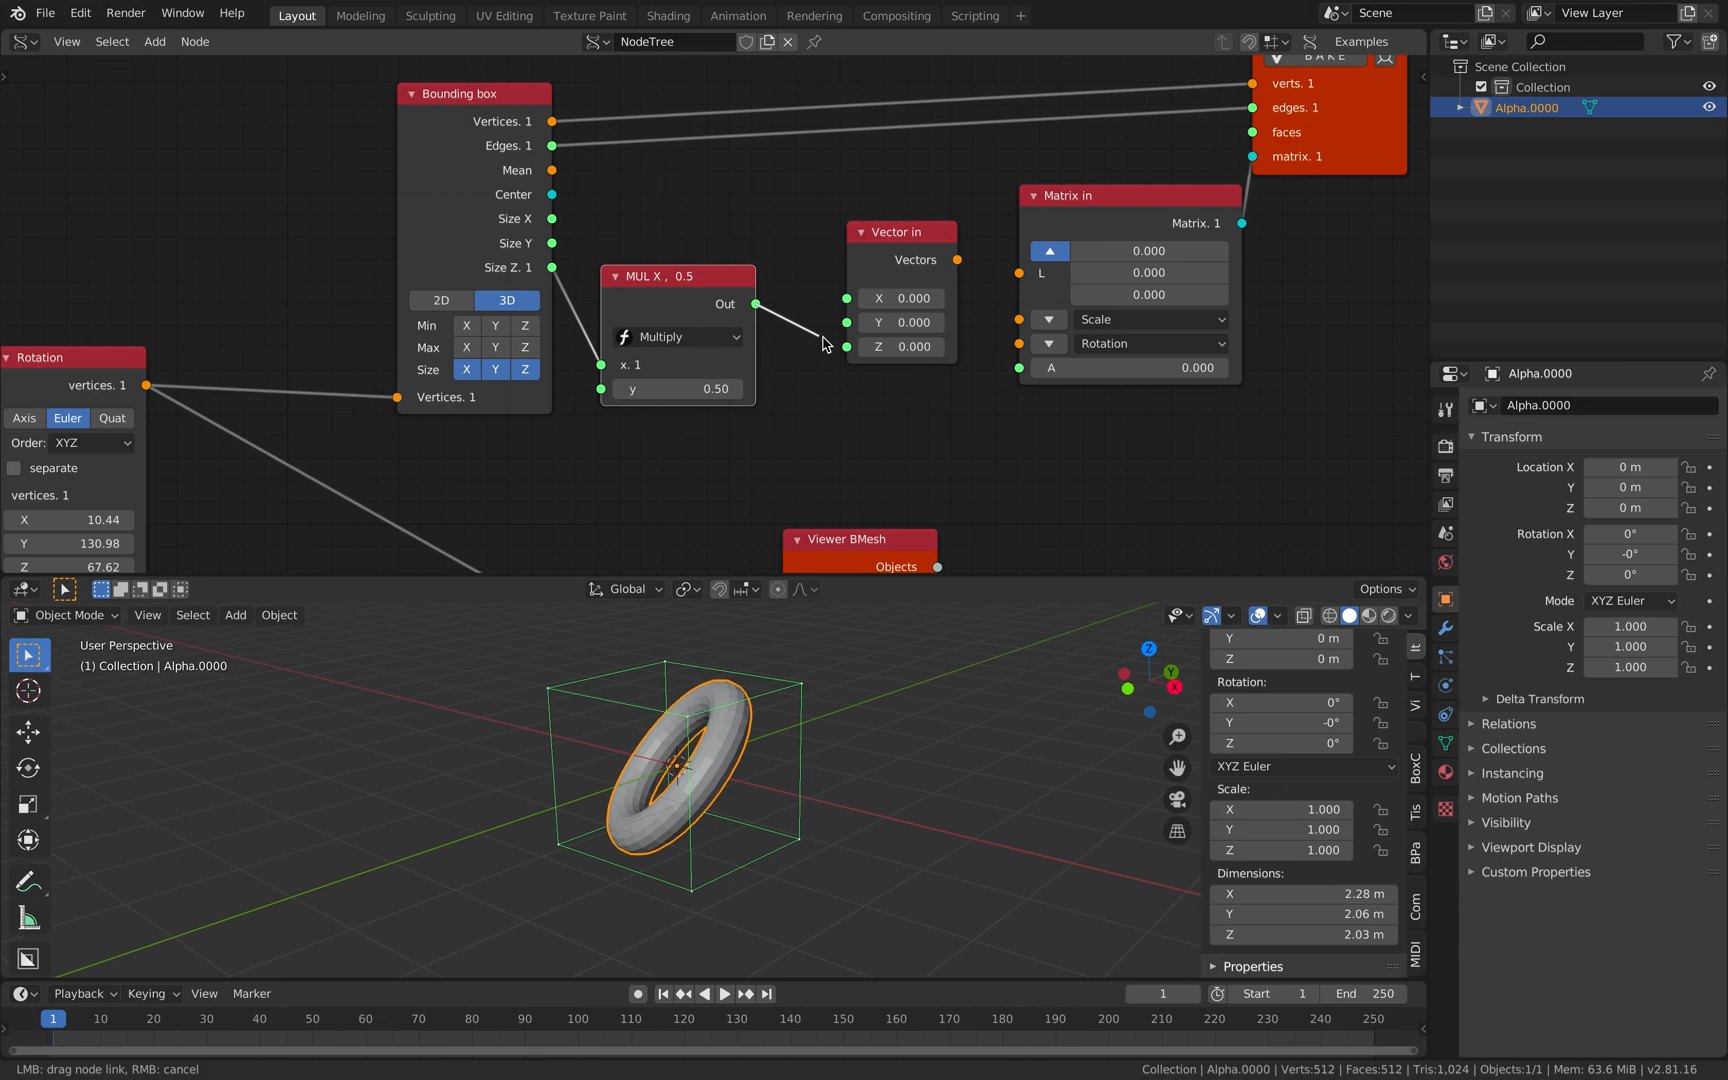 File Edit Render Window Help
Layout Modeling Sculpting UV Editing Texture Paint Shading Animation Rendering Compositing Scripting +
Scene
View Layer
View Select Add Node
NodeTree
Examples
Scene Collection
Collection
Alpha.0000
Bounding box
Vertices. 1
Edges. 1
Mean
Center
Size X
Size Y
Size Z. 1
2D 3D
Min X Y Z
Max X Y Z
Size X Y Z
Vertices. 1
BAKE
verts. 1
edges. 1
faces
matrix. 1
Matrix in
Matrix. 1
0.000
L 0.000
0.000
Scale
Rotation
A 0.000
Vector in
Vectors
X 0.000
Y 0.000
Z 0.000
MUL X , 0.5
Out
Multiply
x. 1
y 0.50
Rotation
vertices. 1
Axis Euler Quat
Order: XYZ
separate
vertices. 1
X 10.44
Y 130.98
Z 67.62
Viewer BMesh
Objects
Alpha.0000
Alpha.0000
Transform
Location X 0 m
Y 0 m
Z 0 m
Rotation X 0°
Y -0°
Z 0°
Mode XYZ Euler
Scale X 1.000
Y 1.000
Z 1.000
Delta Transform
Relations
Collections
Instancing
Motion Paths
Visibility
Viewport Display
Custom Properties
Global
Options
Object Mode View Select Add Object
User Perspective
(1) Collection | Alpha.0000
Z
Y
X
Y 0 m
Z 0 m
Rotation:
X 0°
Y -0°
Z 0°
XYZ Euler
Scale:
X 1.000
Y 1.000
Z 1.000
Dimensions:
X 2.28 m
Y 2.06 m
Z 2.03 m
Properties
It
T
Vi
BoxC
Tis
BPa
Com
MIDI
Playback Keying View Marker
1
Start 1
End 250
1 10 20 30 40 50 60 70 80 90 100 110 120 130 140 150 160 170 180 190 200 210 220 230 240 250
LMB: drag node link, RMB: cancel
Collection | Alpha.0000 | Verts:512 | Faces:512 | Tris:1,024 | Objects:1/1 | Mem: 63.6 MiB | v2.81.16